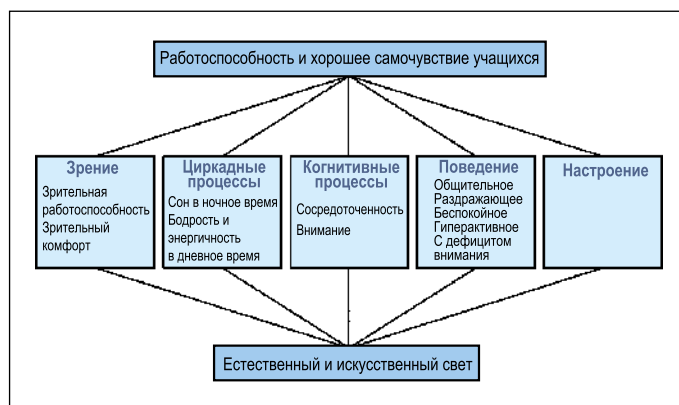 Работоспособность и хорошее самочувствие учащихся
Зрение
Зрительная
работоспособность
Зрительный
комфорт
Циркадные
процессы
Сон в ночное время
Бодрость и
энергичность
в дневное время
Когнитивные
процессы
Сосредоточенность
Внимание
Поведение
Общительное
Раздражающее
Беспокойное
Гиперактивное
С дефицитом
внимания
Настроение
Естественный и искусственный свет